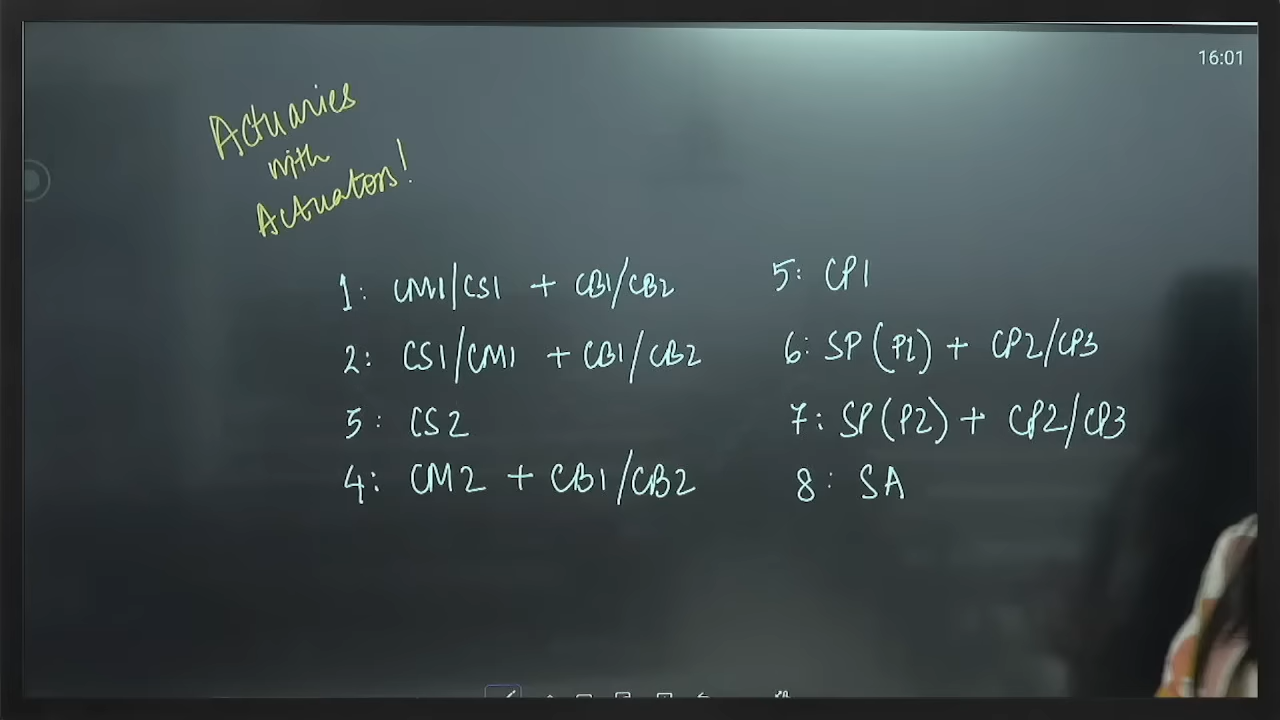 16:01
Actuaries
with
Actuators!
1: CM1/CS1 + CB1/CB2
2: CS1/CM1 + CB1/CB2
5: CS2
4: CM2 + CB1/CB2
5: CP1
6: SP (P1) + CP2/CP3
7: SP(P2) + CP2/CP3
8: SA